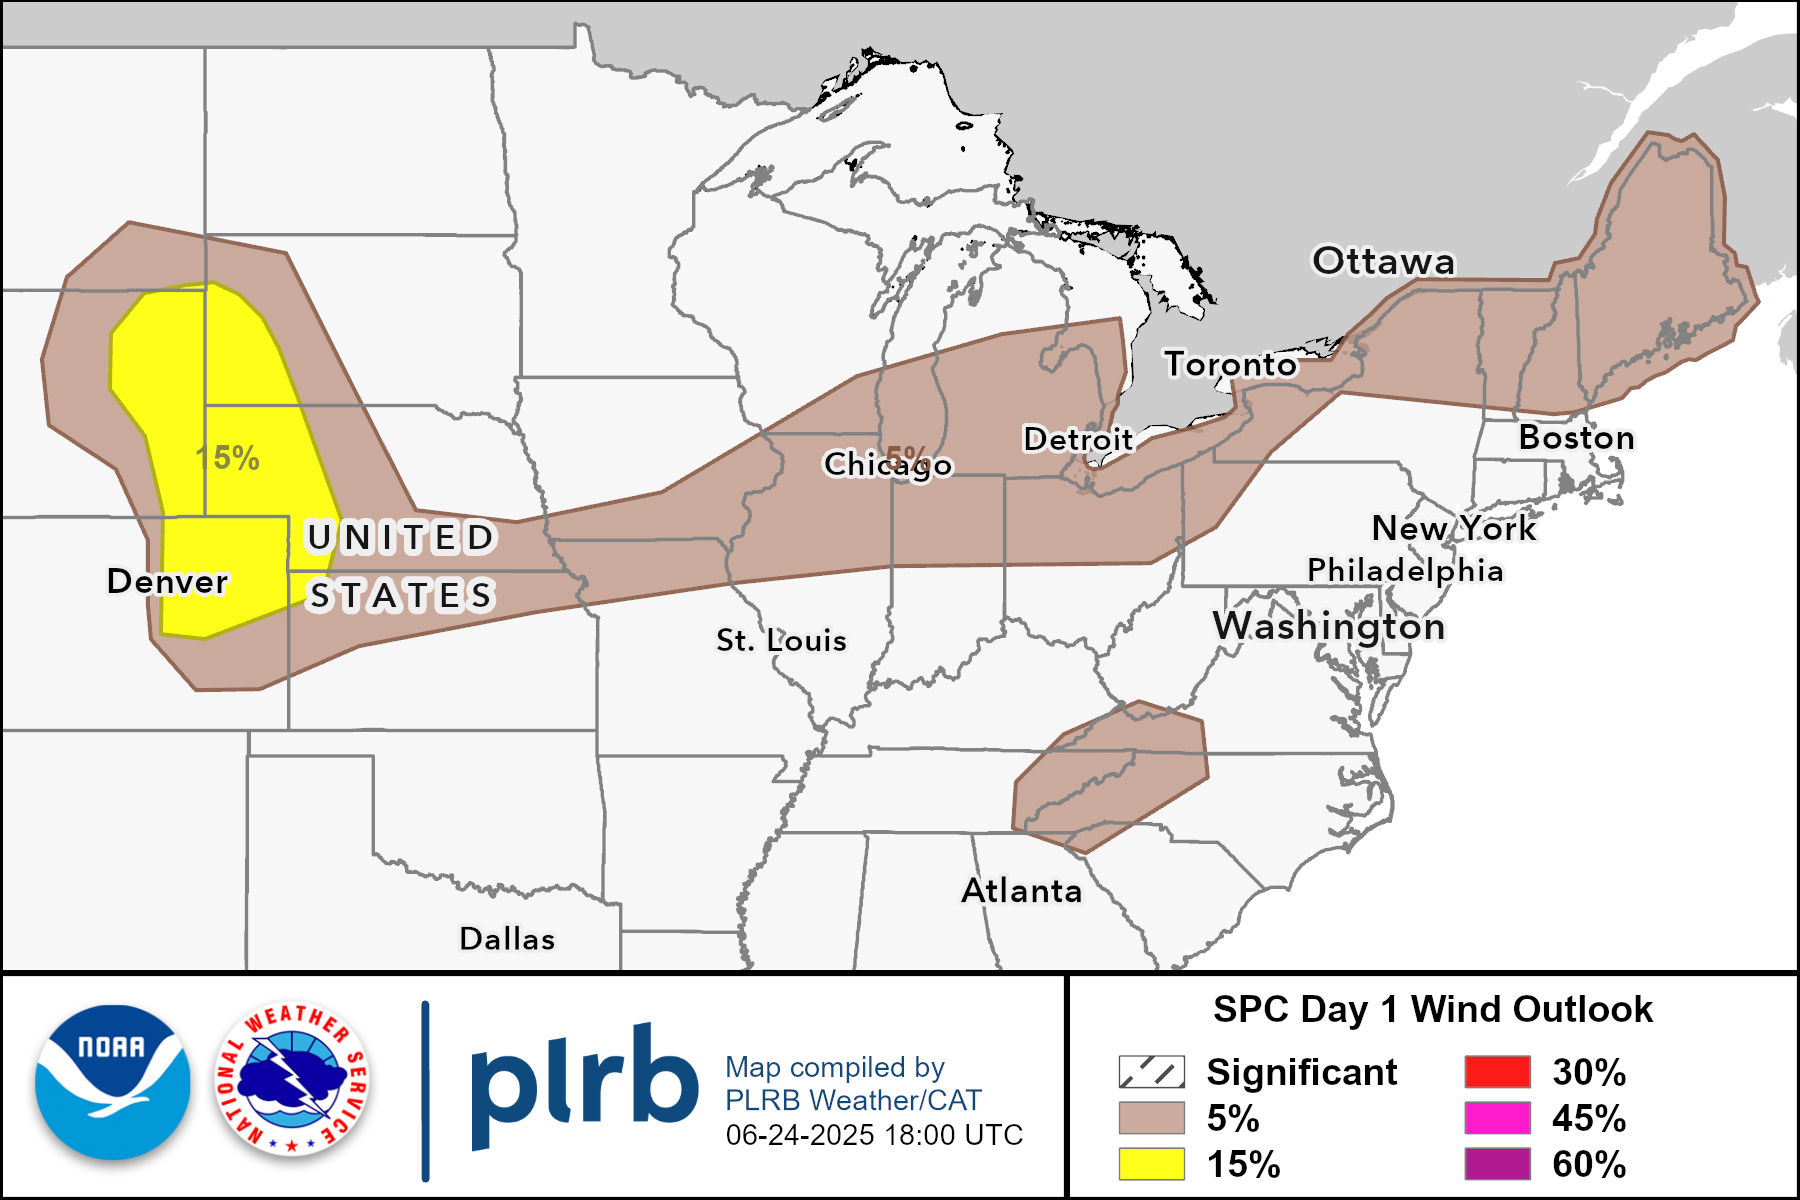 Ottawa
Toronto
Detroit
Boston
15%
5%
Chicago
New York
UNITED
Denver
Philadelphia
STATES
Washington
St. Louis
Atlanta
Dallas
NOAA
NATIONAL WEATHER SERVICE
plrb
Map compiled by
PLRB Weather/CAT
06-24-2025 18:00 UTC
SPC Day 1 Wind Outlook
Significant
5%
15%
30%
45%
60%